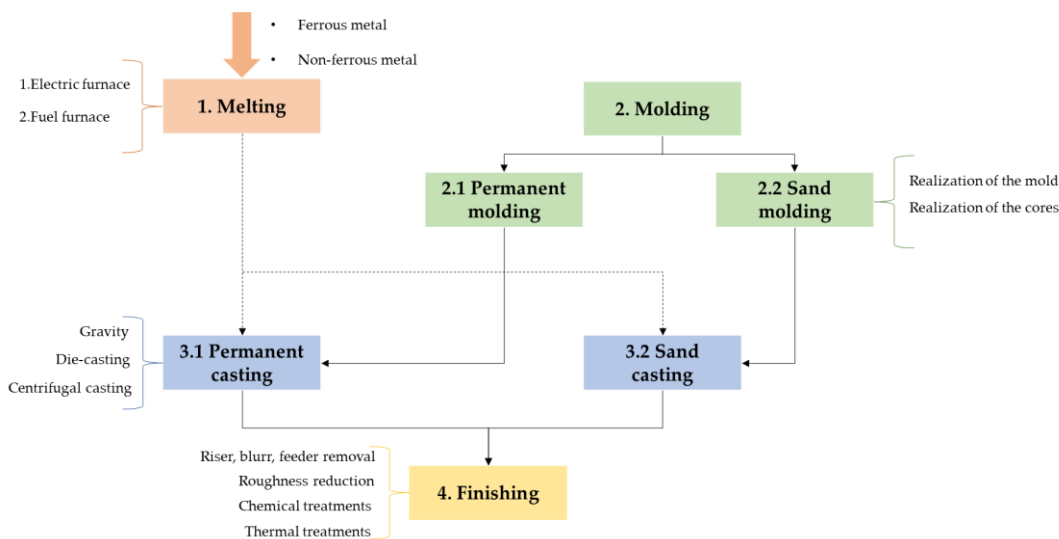 Ferrous metal
Non-ferrous metal
1.Electric furnace
2.Fuel furnace
1. Melting
2. Molding
2.1 Permanent
molding
2.2 Sand
molding
Realization of the mold
Realization of the cores
Gravity
Die-casting
Centrifugal casting
3.1 Permanent
casting
3.2 Sand
casting
Riser, blurr, feeder removal
Roughness reduction
Chemical treatments
Thermal treatments
4. Finishing